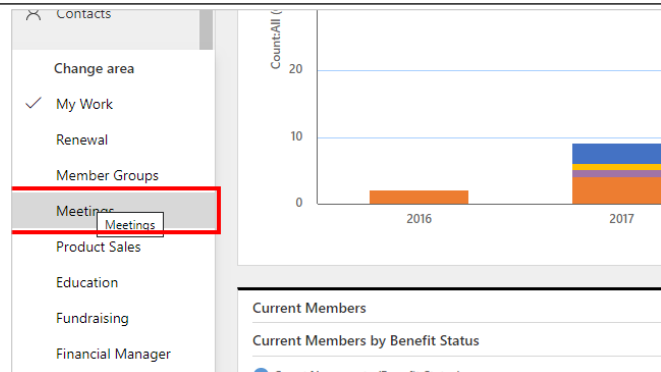 Contacts
Change area
My Work
Renewal
Member Groups
Meetings
Meetings
Product Sales
Education
Fundraising
Financial Manager
Count:All
20
10
0
2016
2017
Current Members
Current Members by Benefit Status